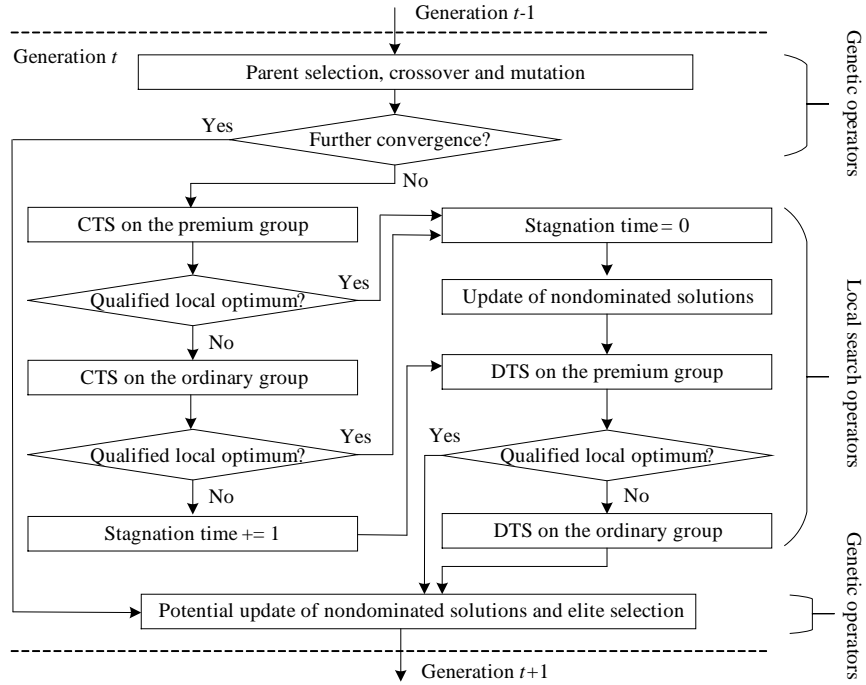 Generation t-1
Generation t
Parent selection, crossover and mutation
Genetic operators
Yes
Further convergence?
No
CTS on the premium group
Qualified local optimum?
Yes
No
CTS on the ordinary group
Qualified local optimum?
Yes
No
Stagnation time += 1
Stagnation time = 0
Update of nondominated solutions
DTS on the premium group
Yes
Qualified local optimum?
No
DTS on the ordinary group
Local search operators
Potential update of nondominated solutions and elite selection
Genetic operators
Generation t+1